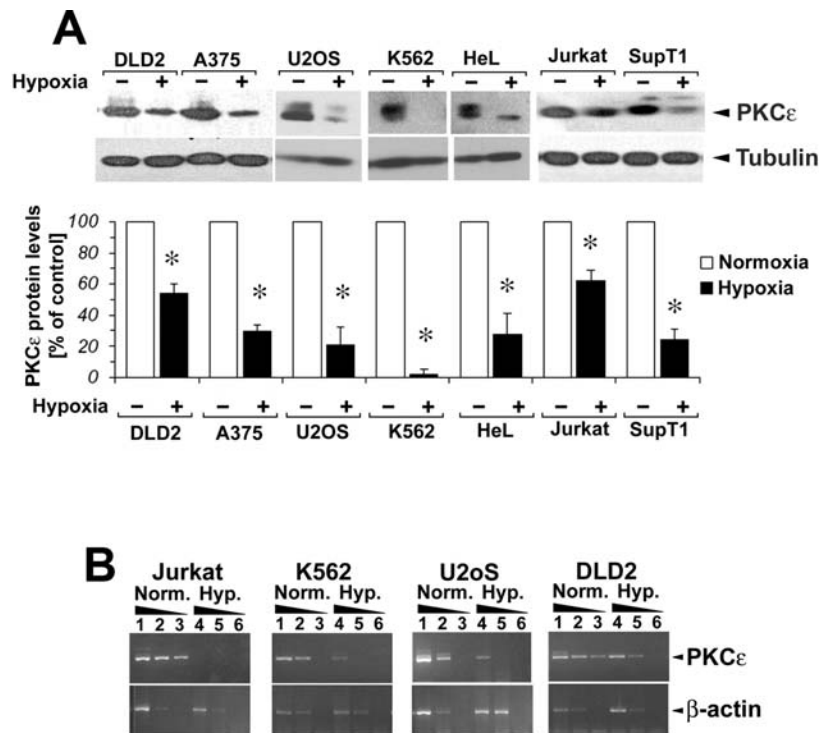 A
DLD2 A375 U2OS K562 HeL Jurkat SupT1
Hypoxia − + − + − + − + − + − + − +
PKCε
Tubulin
PKCε protein levels
[% of control]
100
80
60
40
20
0
* * * * * * *
Normoxia
Hypoxia
Hypoxia − + − + − + − + − + − + − +
DLD2 A375 U2OS K562 HeL Jurkat SupT1
B
Jurkat K562 U2oS DLD2
Norm. Hyp. Norm. Hyp. Norm. Hyp. Norm. Hyp.
1 2 3 4 5 6 1 2 3 4 5 6 1 2 3 4 5 6 1 2 3 4 5 6
PKCε
β-actin